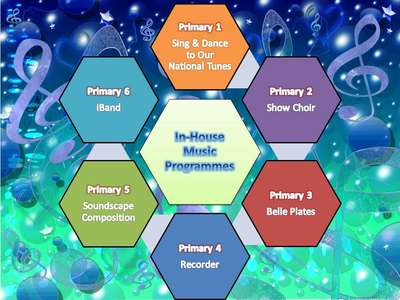 Primary 1
Sing & Dance
to Our
National Tunes
Primary 2
Show Choir
Primary 3
Belle Plates
Primary 4
Recorder
Primary 5
Soundscape
Composition
Primary 6
iBand
In-House
Music
Programmes